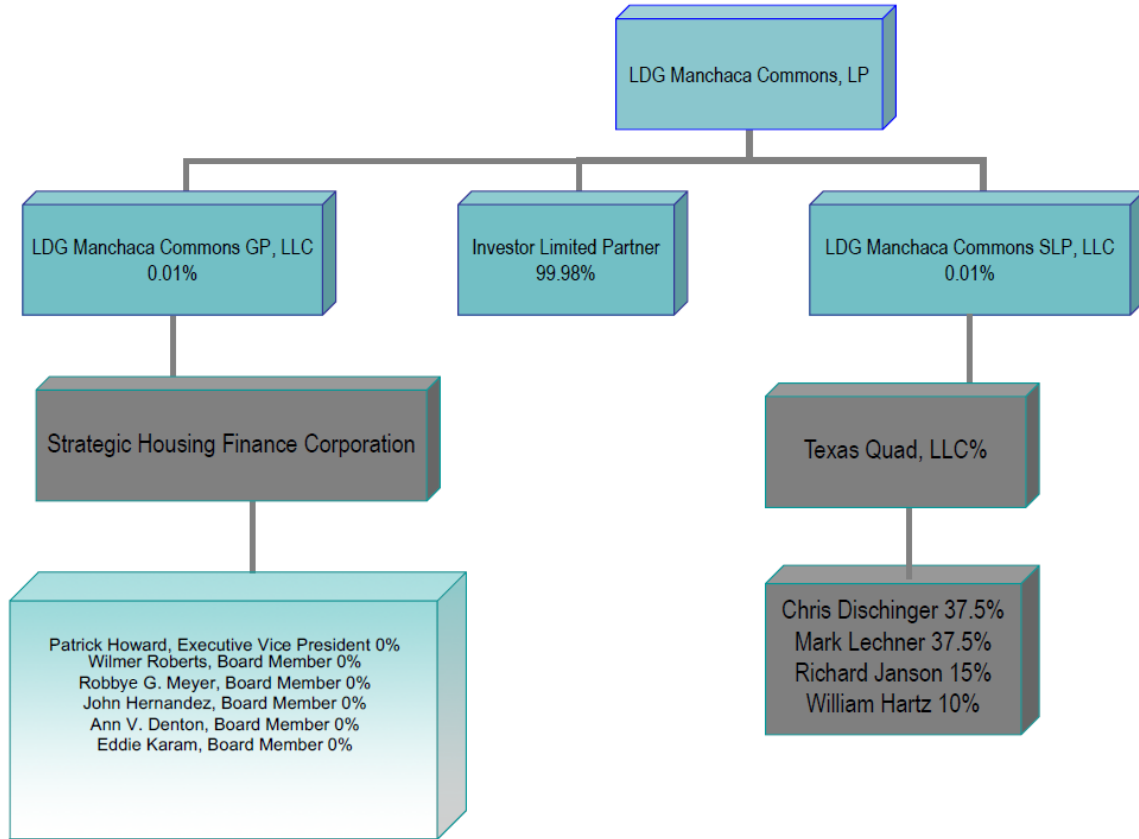 LDG Manchaca Commons, LP
LDG Manchaca Commons GP, LLC
0.01%
Investor Limited Partner
99.98%
LDG Manchaca Commons SLP, LLC
0.01%
Strategic Housing Finance Corporation
Texas Quad, LLC%
Patrick Howard, Executive Vice President 0%
Wilmer Roberts, Board Member 0%
Robbye G. Meyer, Board Member 0%
John Hernandez, Board Member 0%
Ann V. Denton, Board Member 0%
Eddie Karam, Board Member 0%
Chris Dischinger 37.5%
Mark Lechner 37.5%
Richard Janson 15%
William Hartz 10%